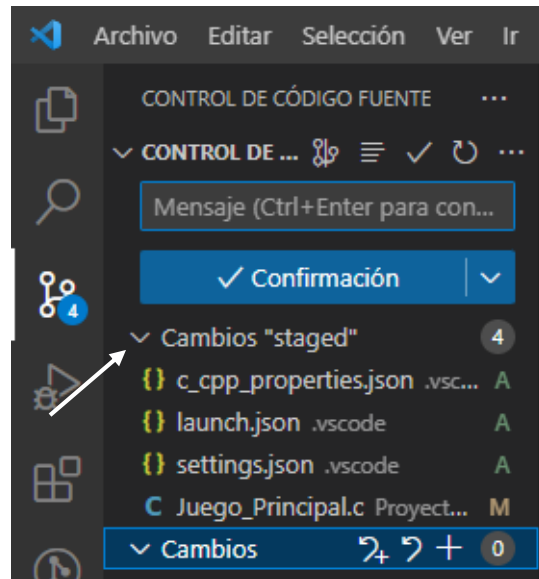 Archivo Editar Selección Ver Ir
CONTROL DE CÓDIGO FUENTE ...
CONTROL DE ...
Mensaje (Ctrl+Enter para con...
Confirmación
4
Cambios "staged" 4
{} c_cpp_properties.json .vsc... A
{} launch.json .vscode A
{} settings.json .vscode A
C Juego_Principal.c Proyect... M
Cambios 0